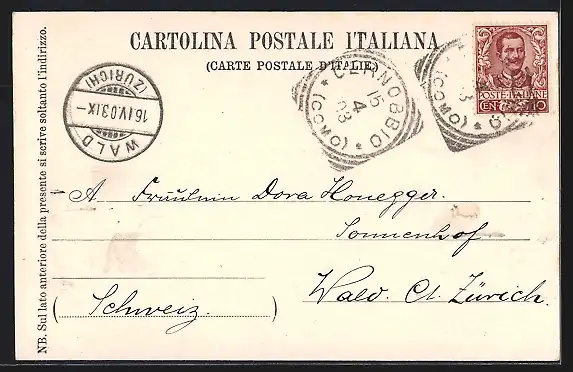 CARTOLINA POSTALE ITALIANA
(CARTE POSTALE D'ITALIE)
NB. Sul lato anteriore della presente si scrive soltanto l'indirizzo.
WALD
16.IV.03.IX-
(ZÜRICH)
CERNOBBIO
15
4
03
(COMO)
(COMO)
POSTE ITALIANE
CEN 10
A Fräulein Dora Honegger.
Sonnenhof
Wald. Ct. Zürich.
(Schweiz.)